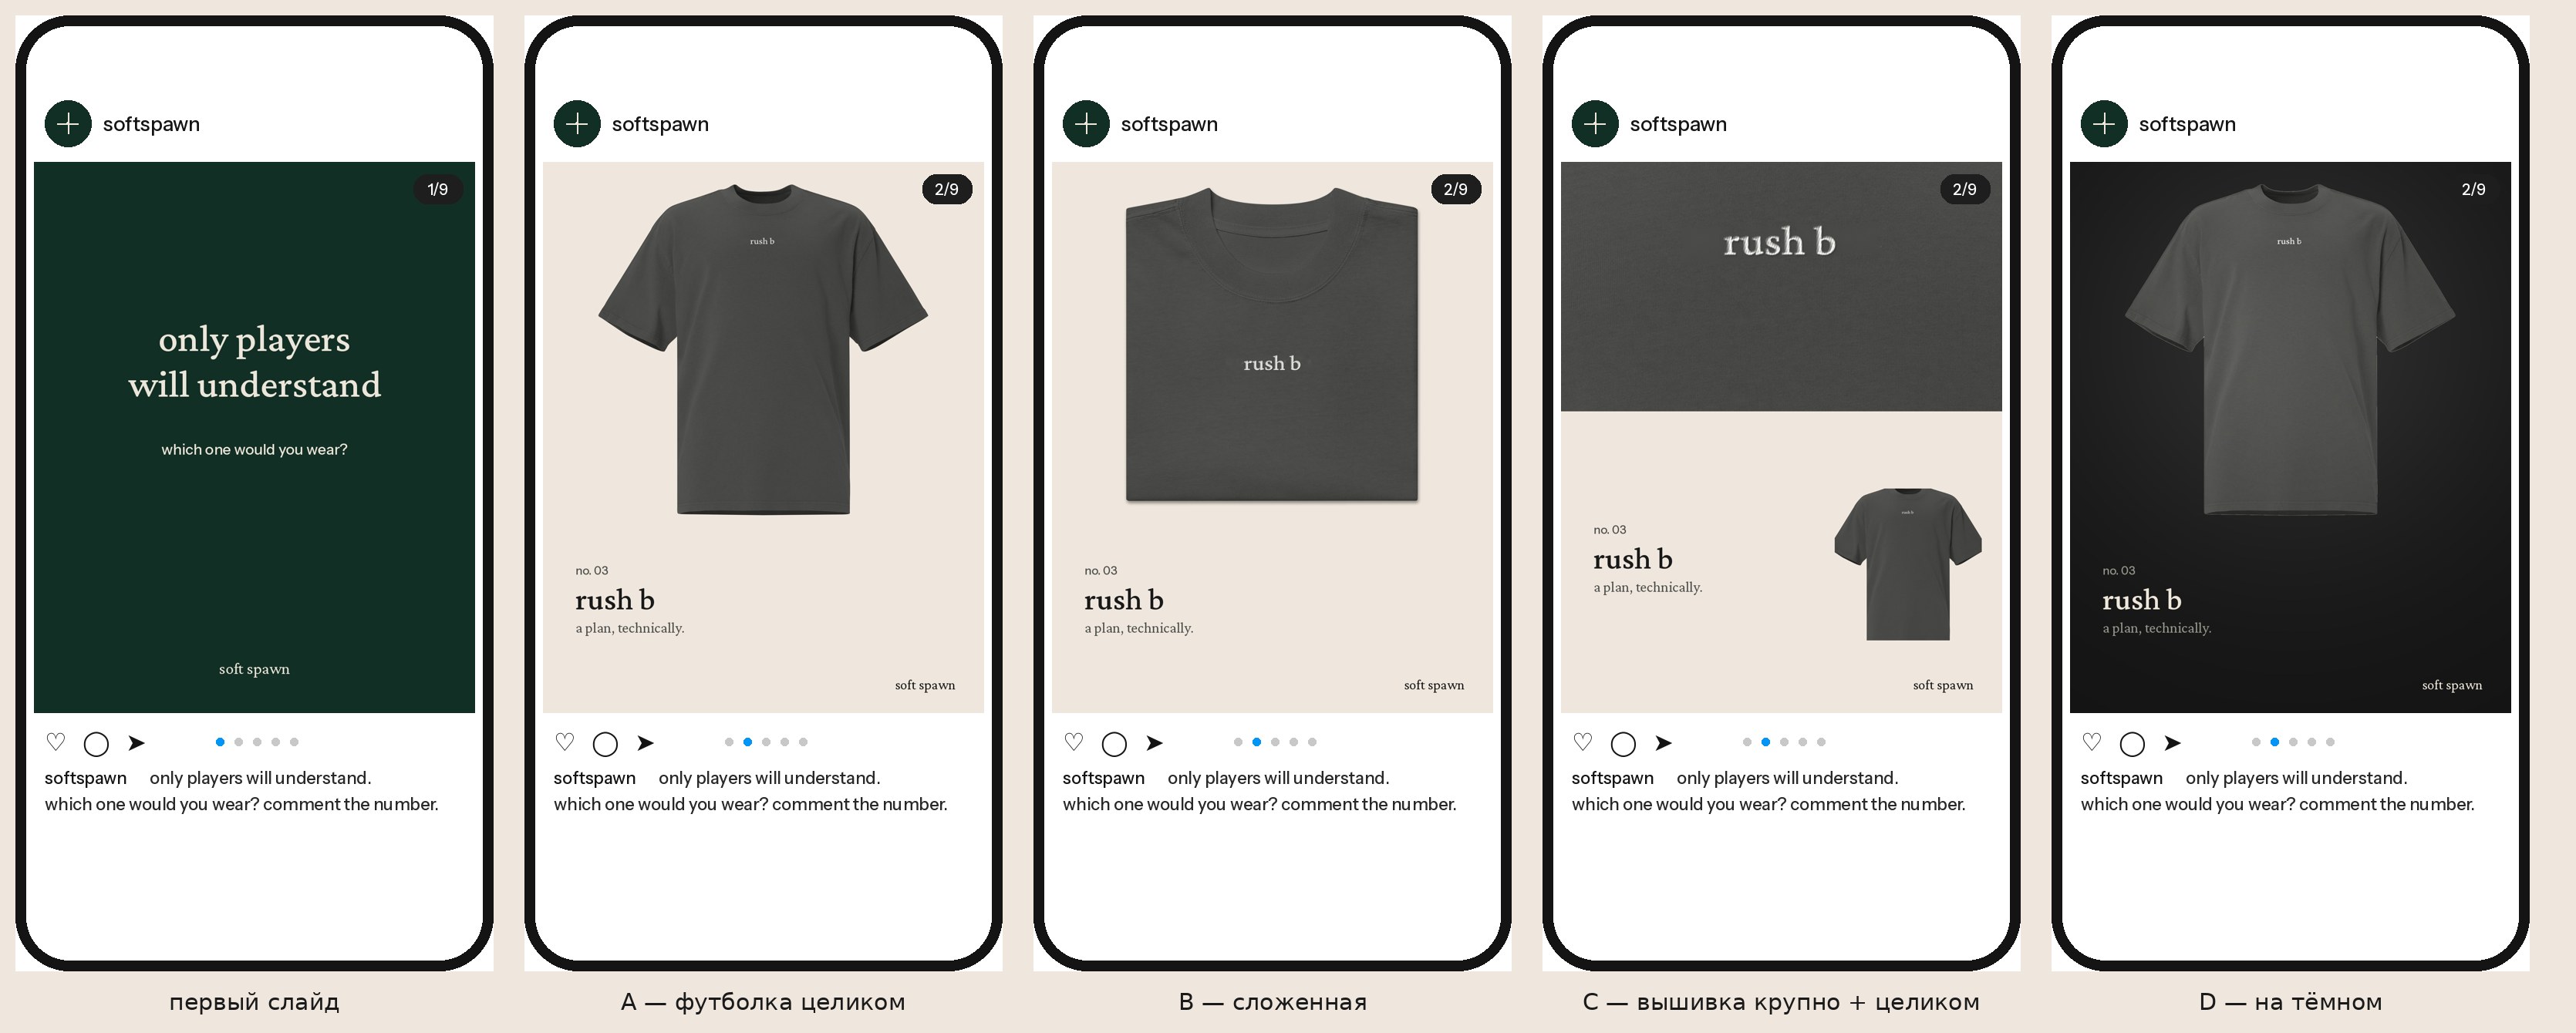 softspawn
1/9
only players
will understand
which one would you wear?
soft spawn
softspawn only players will understand.
which one would you wear? comment the number.
первый слайд
softspawn
2/9
rush b
no. 03
rush b
a plan, technically.
soft spawn
softspawn only players will understand.
which one would you wear? comment the number.
A — футболка целиком
softspawn
2/9
rush b
no. 03
rush b
a plan, technically.
soft spawn
softspawn only players will understand.
which one would you wear? comment the number.
B — сложенная
softspawn
2/9
rush b
no. 03
rush b
a plan, technically.
rush b
soft spawn
softspawn only players will understand.
which one would you wear? comment the number.
C — вышивка крупно + целиком
softspawn
2/9
rush b
no. 03
rush b
a plan, technically.
soft spawn
softspawn only players will understand.
which one would you wear? comment the number.
D — на тёмном